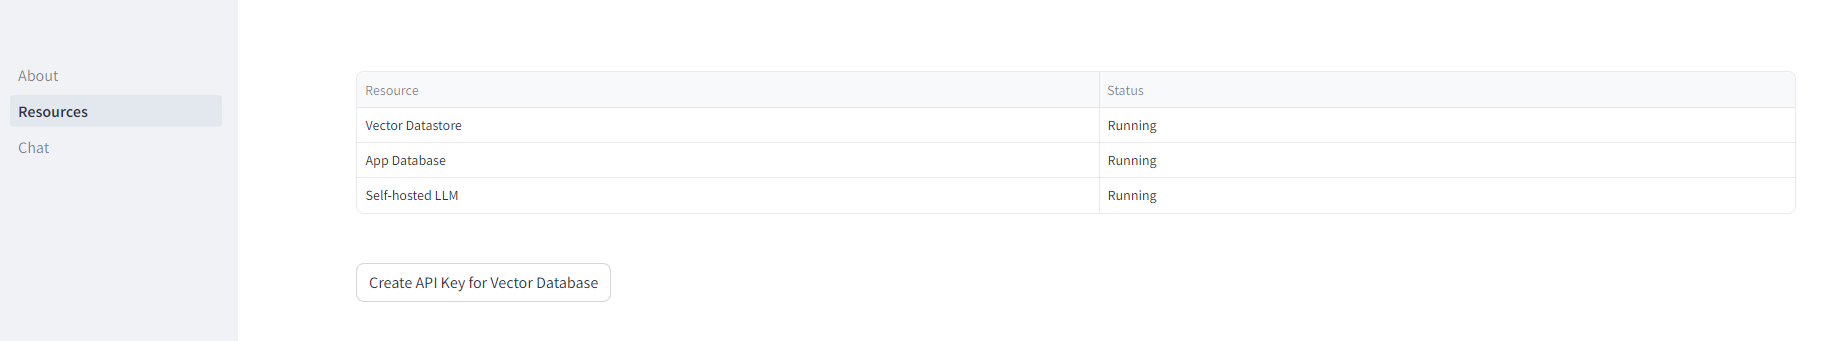 About
Resources
Chat
Resource Status
Vector Datastore Running
App Database Running
Self-hosted LLM Running
Create API Key for Vector Database